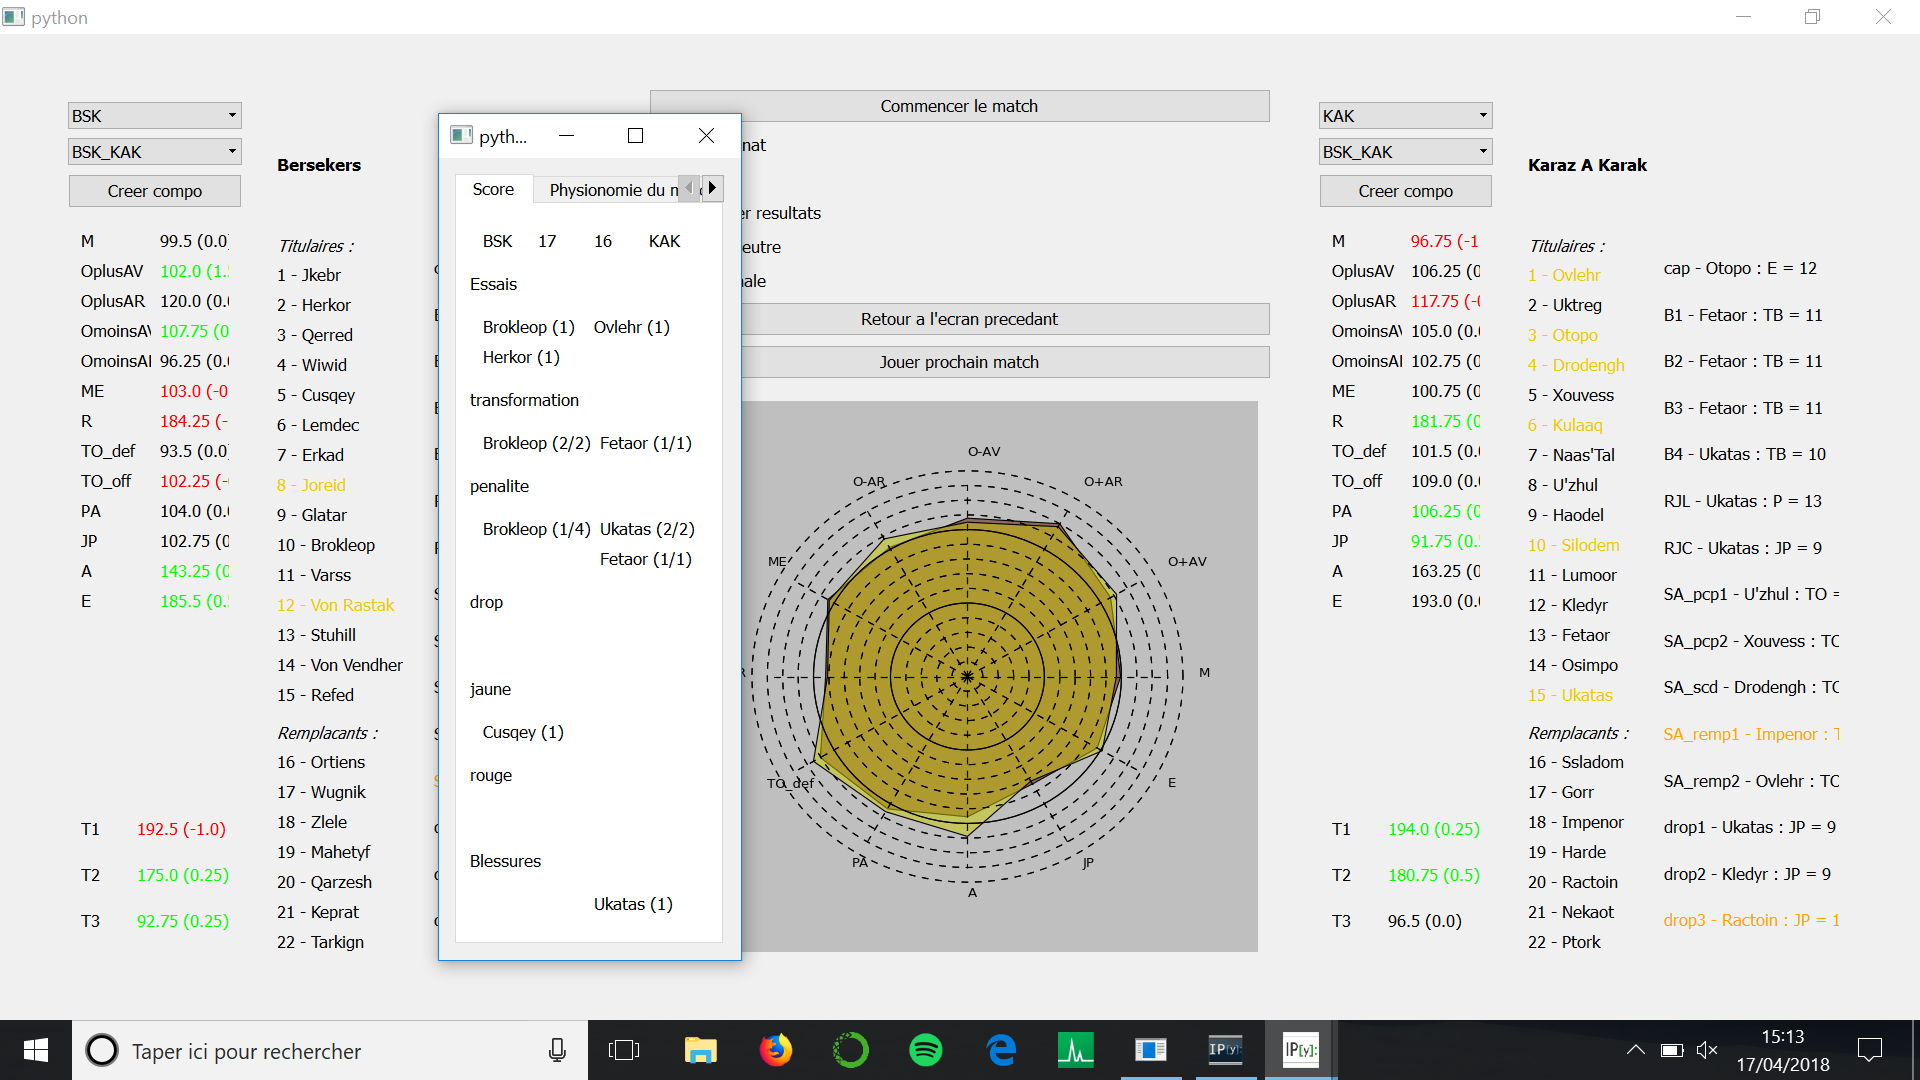 python
BSK
BSK_KAK
Creer compo
M 99.5 (0.0)
OplusAV 102.0 (1.
OplusAR 120.0 (0.0
OmoinsAV 107.75 (0
OmoinsAI 96.25 (0.0
ME 103.0 (-0
R 184.25 (-
TO_def 93.5 (0.0)
TO_off 102.25 (-
PA 104.0 (0.0
JP 102.75 (0
A 143.25 (0
E 185.5 (0.
T1 192.5 (-1.0)
T2 175.0 (0.25)
T3 92.75 (0.25)
Bersekers
Titulaires :
1 - Jkebr
2 - Herkor
3 - Qerred
4 - Wiwid
5 - Cusqey
6 - Lemdec
7 - Erkad
8 - Joreid
9 - Glatar
10 - Brokleop
11 - Varss
12 - Von Rastak
13 - Stuhill
14 - Von Vendher
15 - Refed
Remplacants :
16 - Ortiens
17 - Wugnik
18 - Zlele
19 - Mahetyf
20 - Qarzesh
21 - Keprat
22 - Tarkign
pyth...
Score Physionomie du m
BSK 17 16 KAK
Essais
Brokleop (1) Ovlehr (1)
Herkor (1)
transformation
Brokleop (2/2) Fetaor (1/1)
penalite
Brokleop (1/4) Ukatas (2/2)
Fetaor (1/1)
drop
jaune
Cusqey (1)
rouge
Blessures
Ukatas (1)
Commencer le match
nat
er resultats
eutre
nale
Retour a l'ecran precedant
Jouer prochain match
O-AV
O-AR O+AR
ME O+AV
R M
TO_def E
PA JP
A
KAK
BSK_KAK
Creer compo
M 96.75 (-1
OplusAV 106.25 (0
OplusAR 117.75 (-0
OmoinsAV 105.0 (0.0
OmoinsAI 102.75 (0
ME 100.75 (0
R 181.75 (0
TO_def 101.5 (0.0
TO_off 109.0 (0.0
PA 106.25 (0
JP 91.75 (0.
A 163.25 (0
E 193.0 (0.0
T1 194.0 (0.25)
T2 180.75 (0.5)
T3 96.5 (0.0)
Karaz A Karak
Titulaires :
1 - Ovlehr
2 - Uktreg
3 - Otopo
4 - Drodengh
5 - Xouvess
6 - Kulaaq
7 - Naas'Tal
8 - U'zhul
9 - Haodel
10 - Silodem
11 - Lumoor
12 - Kledyr
13 - Fetaor
14 - Osimpo
15 - Ukatas
Remplacants :
16 - Ssladom
17 - Gorr
18 - Impenor
19 - Harde
20 - Ractoin
21 - Nekaot
22 - Ptork
cap - Otopo : E = 12
B1 - Fetaor : TB = 11
B2 - Fetaor : TB = 11
B3 - Fetaor : TB = 11
B4 - Ukatas : TB = 10
RJL - Ukatas : P = 13
RJC - Ukatas : JP = 9
SA_pcp1 - U'zhul : TO =
SA_pcp2 - Xouvess : TO
SA_scd - Drodengh : TO
SA_remp1 - Impenor : T
SA_remp2 - Ovlehr : TO
drop1 - Ukatas : JP = 9
drop2 - Kledyr : JP = 9
drop3 - Ractoin : JP = 1
Taper ici pour rechercher
IP[y]:
IP[y]:
15:13
17/04/2018